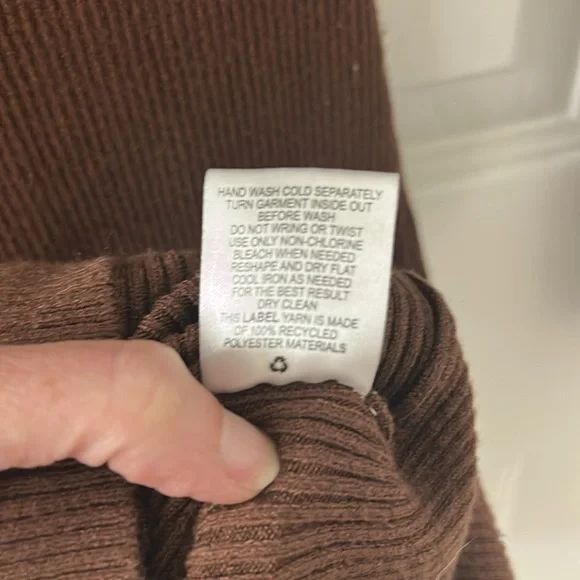 HAND WASH COLD SEPARATELY
TURN GARMENT INSIDE OUT
BEFORE WASH
DO NOT WRING OR TWIST
USE ONLY NON-CHLORINE
BLEACH WHEN NEEDED
RESHAPE AND DRY FLAT
COOL IRON AS NEEDED
FOR THE BEST RESULT
DRY CLEAN
THIS LABEL YARN IS MADE
OF 100% RECYCLED
POLYESTER MATERIALS